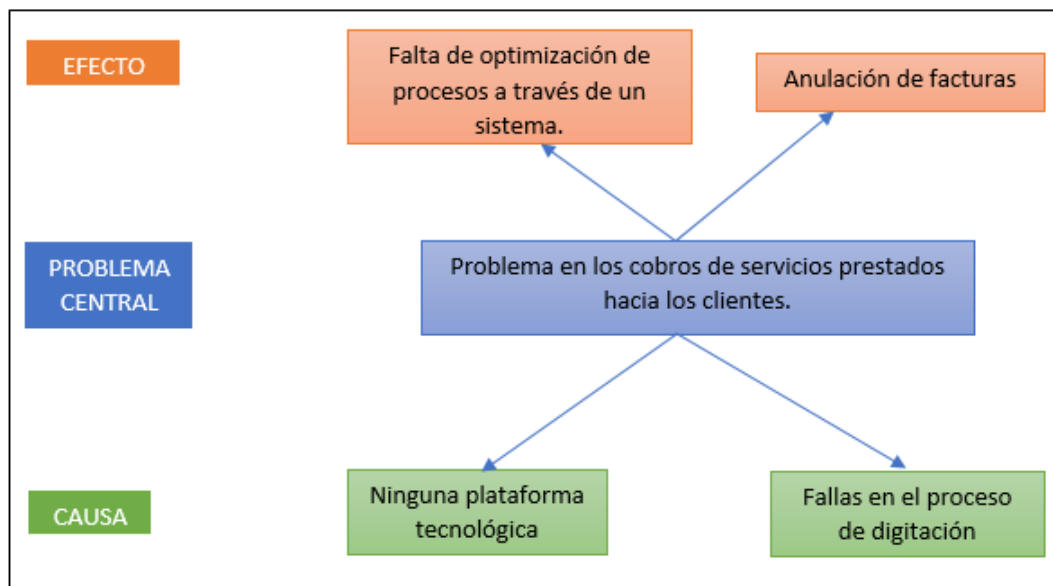 EFECTO
Falta de optimización de
procesos a través de un
sistema.
Anulación de facturas
PROBLEMA
CENTRAL
Problema en los cobros de servicios prestados
hacia los clientes.
CAUSA
Ninguna plataforma
tecnológica
Fallas en el proceso
de digitación